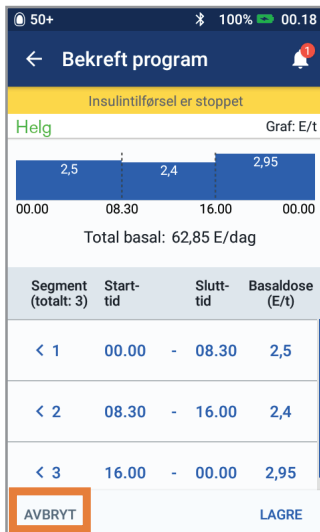 50+ 100% 00.18
Bekreft program 1
Insulintilførsel er stoppet
Helg Graf: E/t
2,5 2,4 2,95
00.00 08.30 16.00 00.00
Total basal: 62,85 E/dag
Segment Start- Slutt- Basaldose
(totalt: 3) tid tid (E/t)
< 1 00.00 - 08.30 2,5
< 2 08.30 - 16.00 2,4
< 3 16.00 - 00.00 2,95
AVBRYT LAGRE